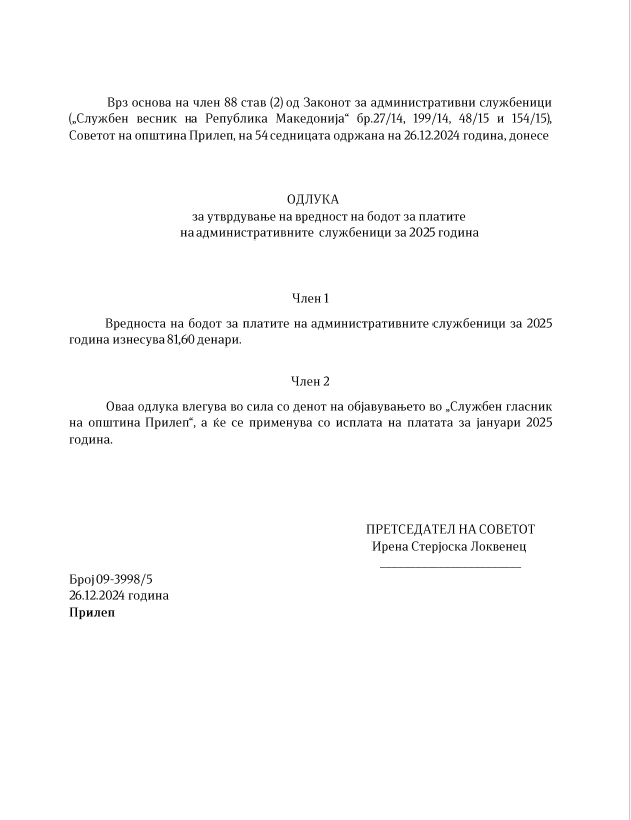 Врз основа на член 88 став (2) од Законот за административни службеници
(„Службен весник на Република Македонија“ бр.27/14, 199/14, 48/15 и 154/15),
Советот на општина Прилеп, на 54 седницата одржана на 26.12.2024 година, донесе
ОДЛУКА
за утврдување на вредност на бодот за платите
на административните службеници за 2025 година
Член 1
Вредноста на бодот за платите на административните службеници за 2025
година изнесува 81,60 денари.
Член 2
Оваа одлука влегува во сила со денот на објавувањето во „Службен гласник
на општина Прилеп“, а ќе се применува со исплата на платата за јануари 2025
година.
ПРЕТСЕДАТЕЛ НА СОВЕТОТ
Ирена Стерјоска Локвенец
Број 09-3998/5
26.12.2024 година
Прилеп